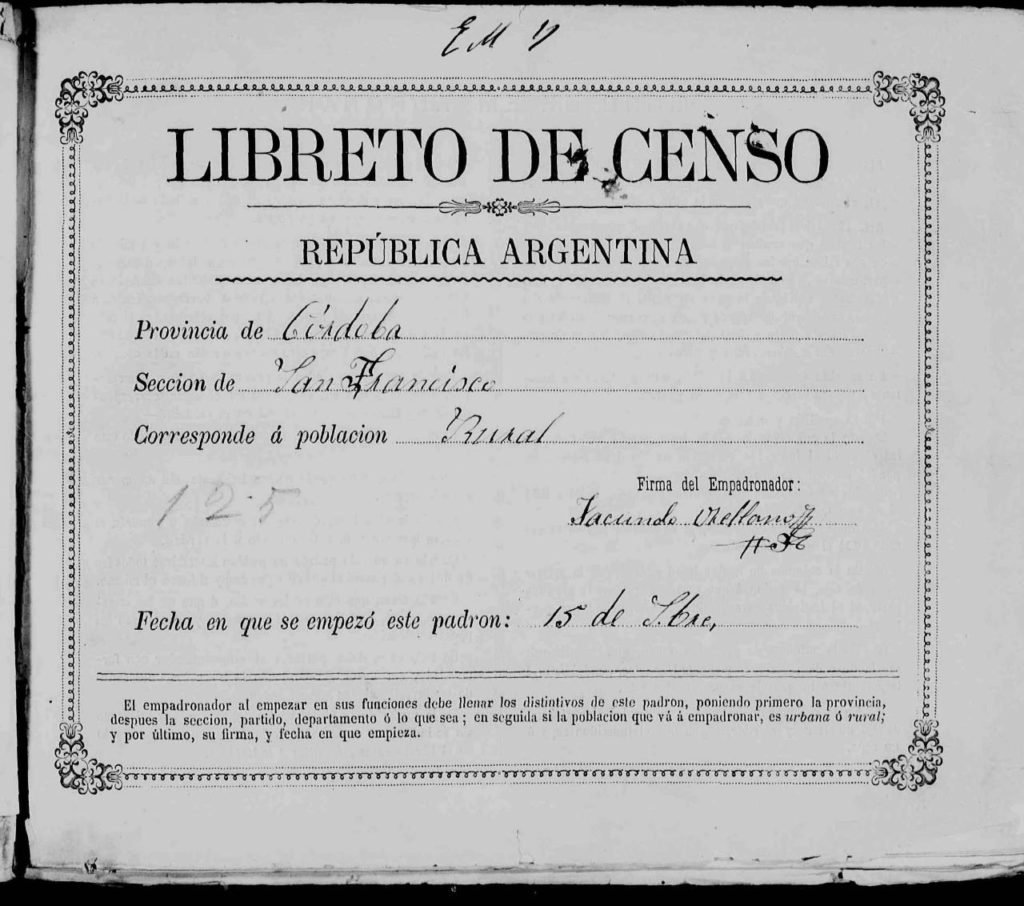 EM
LIBRETO DE CENSO
REPÚBLICA ARGENTINA
Provincia de Córdoba
Seccion de San Francisco
Corresponde á poblacion Rural
Firma del Empadronador:
125
Facundo Orellano
Fecha en que se empezó este padron: 15 de Sbre,
El empadronador al empezar en sus funciones debe llenar los distintivos de este padron, poniendo primero la provincia,
despues la seccion, partido, departamento ó lo que sea; en seguida si la poblacion que vá á empadronar, es urbana ó rural;
y por último, su firma, y fecha en que empieza.